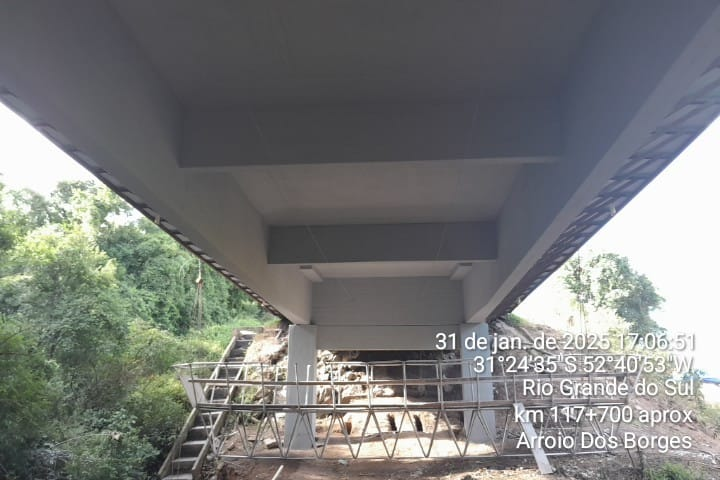 31 de jan. de 2025 17:06:51
31°24'35"S 52°40'53"W
Rio Grande do Sul
km 117+700 aprox
Arroio Dos Borges